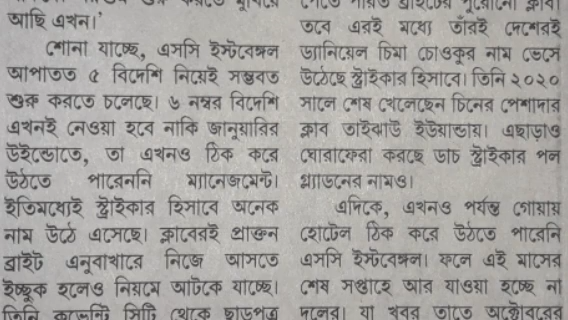 আছি এখন।'
শোনা যাচ্ছে, এসসি ইস্টবেঙ্গল
আপাতত ৫ বিদেশি নিয়েই সম্ভবত
শুরু করতে চলেছে। ৬ নম্বর বিদেশি
এখনই নেওয়া হবে নাকি জানুয়ারির
উইন্ডোতে, তা এখনও ঠিক করে
উঠতে পারেননি ম্যানেজমেন্ট।
ইতিমধ্যেই স্ট্রাইকার হিসাবে অনেক
নাম উঠে এসেছে। ক্লাবেরই প্রাক্তন
ব্রাইট এনুবাখারে নিজে আসতে
ইচ্ছুক হলেও নিয়মে আটকে যাচ্ছে।
তিনি কভেনট্রি সিটি থেকে ছাড়পত্র
তবে এরই মধ্যে তাঁরই দেশেরই
ড্যানিয়েল চিমা চোওকুর নাম ভেসে
উঠেছে স্ট্রাইকার হিসাবে। তিনি ২০২০
সালে শেষ খেলেছেন চিনের পেশাদার
ক্লাব তাইঝাউ ইউয়ান্ডায়। এছাড়াও
ঘোরাফেরা করছে ডাচ স্ট্রাইকার পল
গ্ল্যাডনের নামও।
এদিকে, এখনও পর্যন্ত গোয়ায়
হোটেল ঠিক করে উঠতে পারেনি
এসসি ইস্টবেঙ্গল। ফলে এই মাসের
শেষ সপ্তাহে আর যাওয়া হচ্ছে না
দলের। যা খবর তাতে অক্টোবরের